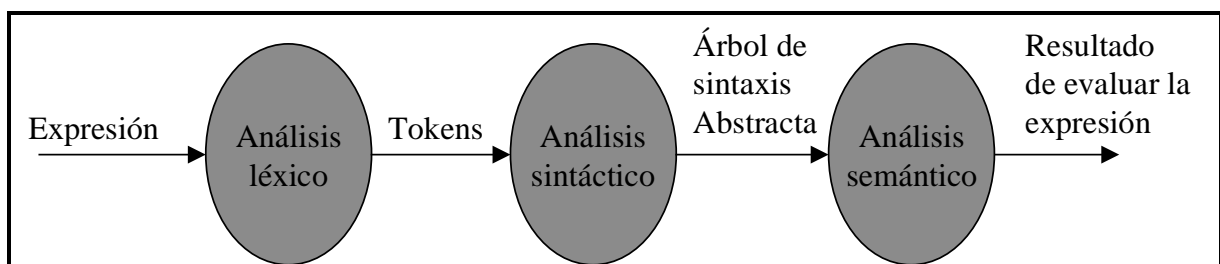 Expresión
Análisis
léxico
Tokens
Análisis
sintáctico
Árbol de
sintaxis
Abstracta
Análisis
semántico
Resultado
de evaluar la
expresión